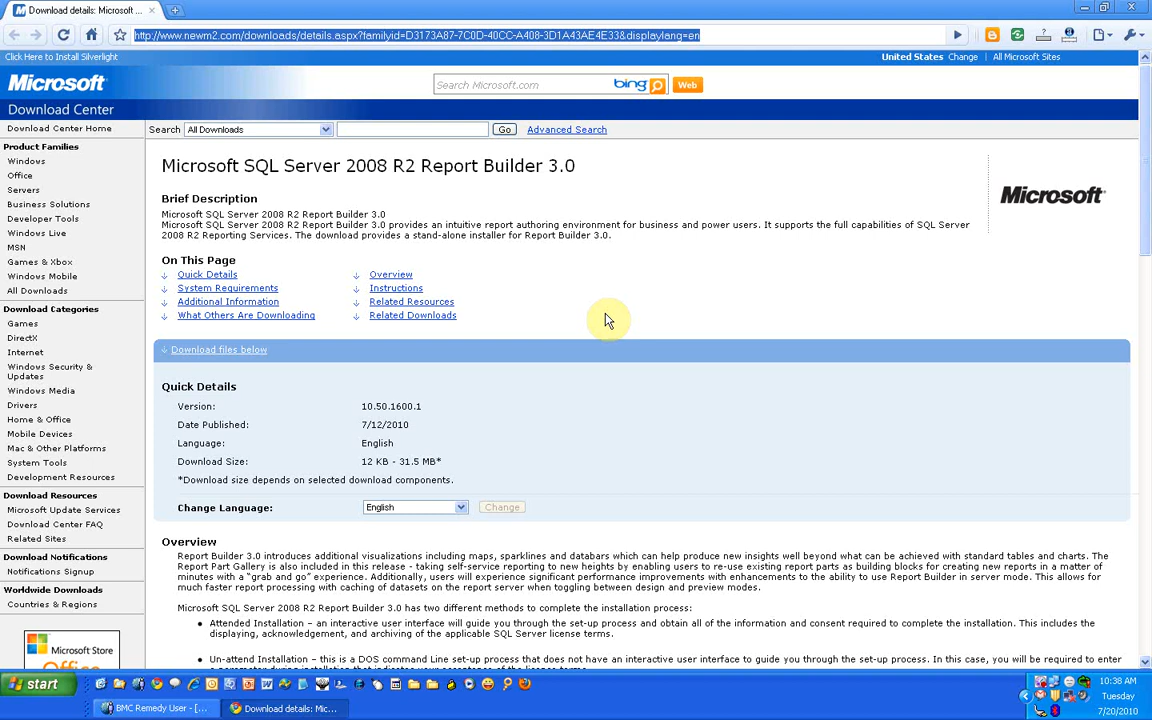 Download details: Microsoft ...
http://www.newm2.com/downloads/details.aspx?familyid=D3173A87-7C0D-40CC-A408-3D1A43AE4E33&displaylang=en
Click Here to Install Silverlight
United States Change | All Microsoft Sites
Microsoft
Search Microsoft.com bing Web
Download Center
Download Center Home
Search All Downloads Go Advanced Search
Product Families
Windows
Office
Servers
Business Solutions
Developer Tools
Windows Live
MSN
Games & Xbox
Windows Mobile
All Downloads
Download Categories
Games
DirectX
Internet
Windows Security &
Updates
Windows Media
Drivers
Home & Office
Mobile Devices
Mac & Other Platforms
System Tools
Development Resources
Download Resources
Microsoft Update Services
Download Center FAQ
Related Sites
Download Notifications
Notifications Signup
Worldwide Downloads
Countries & Regions
Microsoft Store
Office
Microsoft SQL Server 2008 R2 Report Builder 3.0
Microsoft
Brief Description
Microsoft SQL Server 2008 R2 Report Builder 3.0
Microsoft SQL Server 2008 R2 Report Builder 3.0 provides an intuitive report authoring environment for business and power users. It supports the full capabilities of SQL Server
2008 R2 Reporting Services. The download provides a stand-alone installer for Report Builder 3.0.
On This Page
Quick Details Overview
System Requirements Instructions
Additional Information Related Resources
What Others Are Downloading Related Downloads
Download files below
Quick Details
Version: 10.50.1600.1
Date Published: 7/12/2010
Language: English
Download Size: 12 KB - 31.5 MB*
*Download size depends on selected download components.
Change Language: English Change
Overview
Report Builder 3.0 introduces additional visualizations including maps, sparklines and databars which can help produce new insights well beyond what can be achieved with standard tables and charts. The
Report Part Gallery is also included in this release - taking self-service reporting to new heights by enabling users to re-use existing report parts as building blocks for creating new reports in a matter of
minutes with a “grab and go” experience. Additionally, users will experience significant performance improvements with enhancements to the ability to use Report Builder in server mode. This allows for
much faster report processing with caching of datasets on the report server when toggling between design and preview modes.
Microsoft SQL Server 2008 R2 Report Builder 3.0 has two different methods to complete the installation process:
• Attended Installation – an interactive user interface will guide you through the set-up process and obtain all of the information and consent required to complete the installation. This includes the
displaying, acknowledgement, and archiving of the applicable SQL Server license terms.
• Un-attend Installation – this is a DOS command Line set-up process that does not have an interactive user interface to guide you through the set-up process. In this case, you will be required to enter
start
BMC Remedy User - [...
Download details: Mic...
10:38 AM
Tuesday
7/20/2010